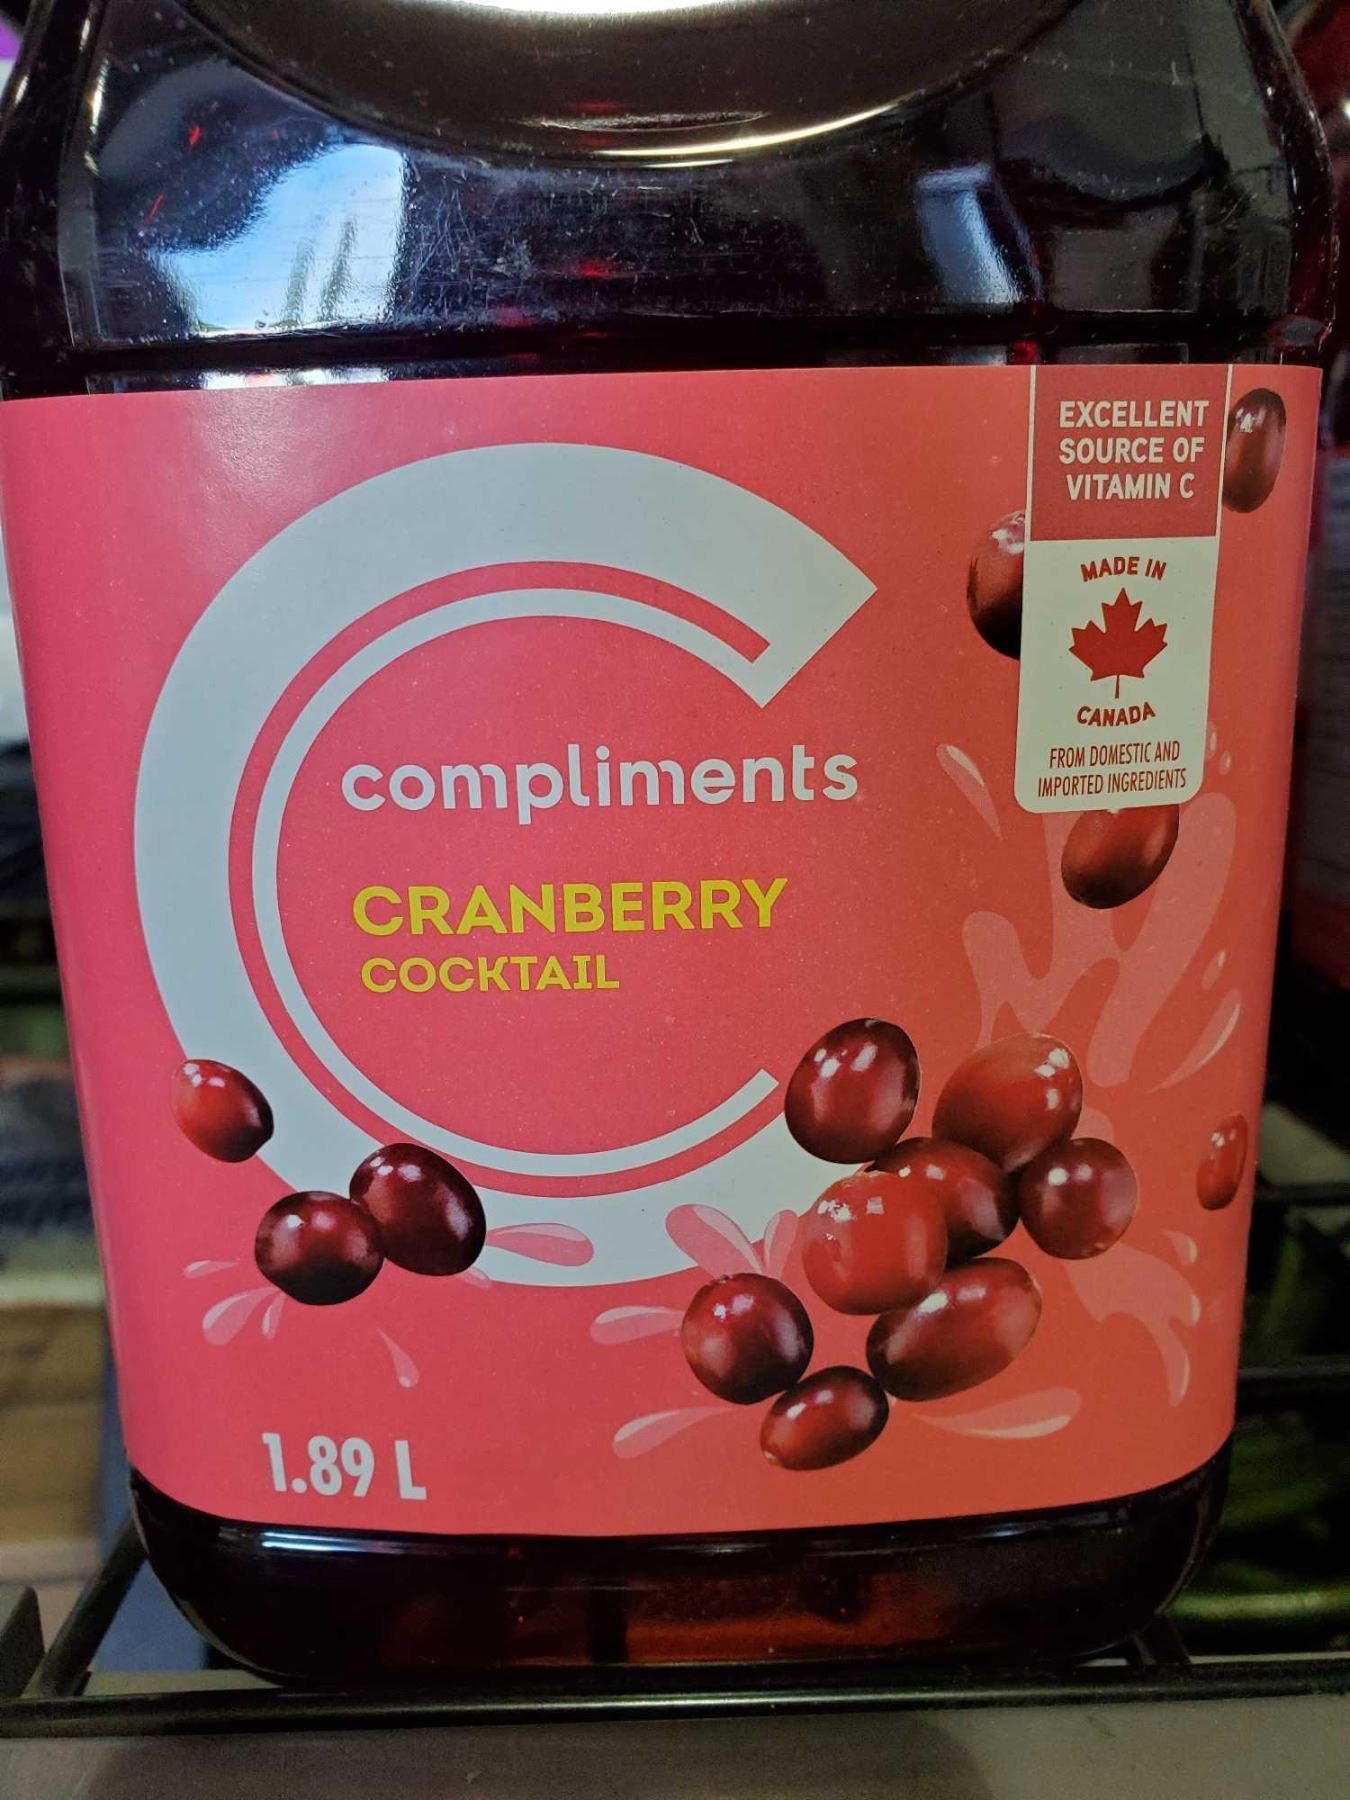 EXCELLENT
SOURCE OF
VITAMIN C
MADE IN
CANADA
FROM DOMESTIC AND
IMPORTED INGREDIENTS
compliments
CRANBERRY
COCKTAIL
1.89 L